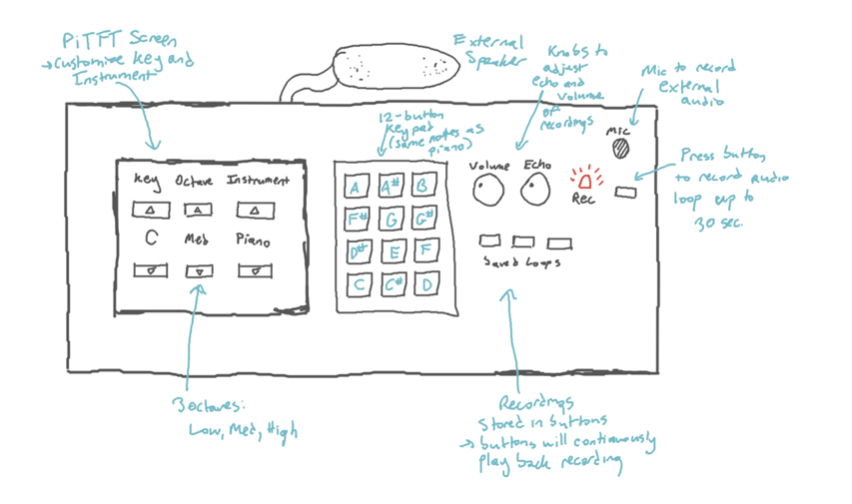 PiTFT Screen
→ Customize key and
Instrument
External
Speaker
Knobs to
adjust
echo and
volume
of
recordings
Mic to record
external
audio
12-button
keypad
(same notes as
piano)
Mic
Press button
to record audio
loop up to
30 sec.
Key Octave Instrument
C Med Piano
A A# B
F# G G#
D# E F
C C# D
Volume Echo
Rec
Saved Loops
3 octaves:
Low, Med, High
Recordings
Stored in buttons
→ buttons will continuously
play back recording